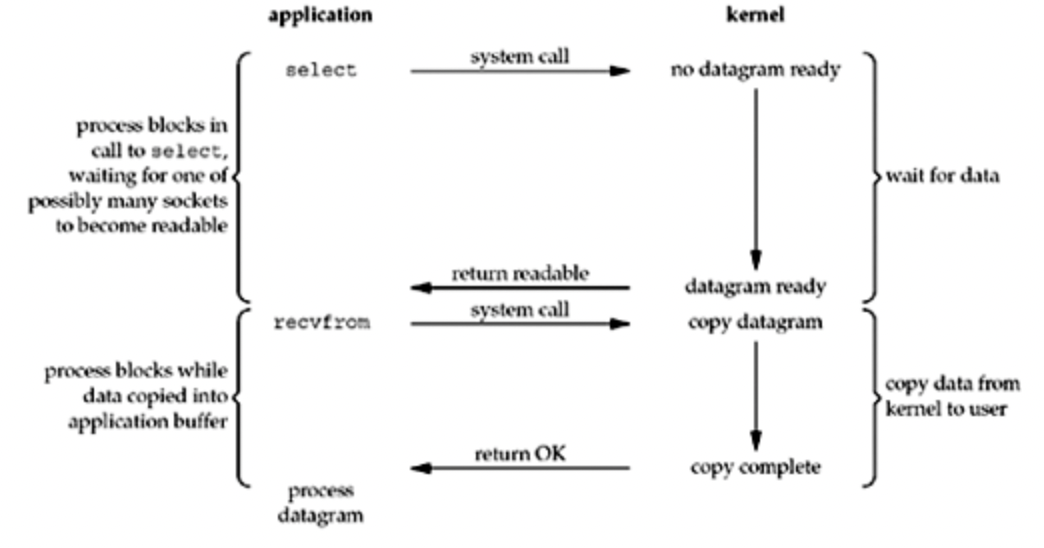 application
kernel
select
system call
no datagram ready
process blocks in
call to select,
waiting for one of
possibly many sockets
to become readable
wait for data
return readable
datagram ready
recvfrom
system call
copy datagram
process blocks while
data copied into
application buffer
copy data from
kernel to user
return OK
copy complete
process
datagram